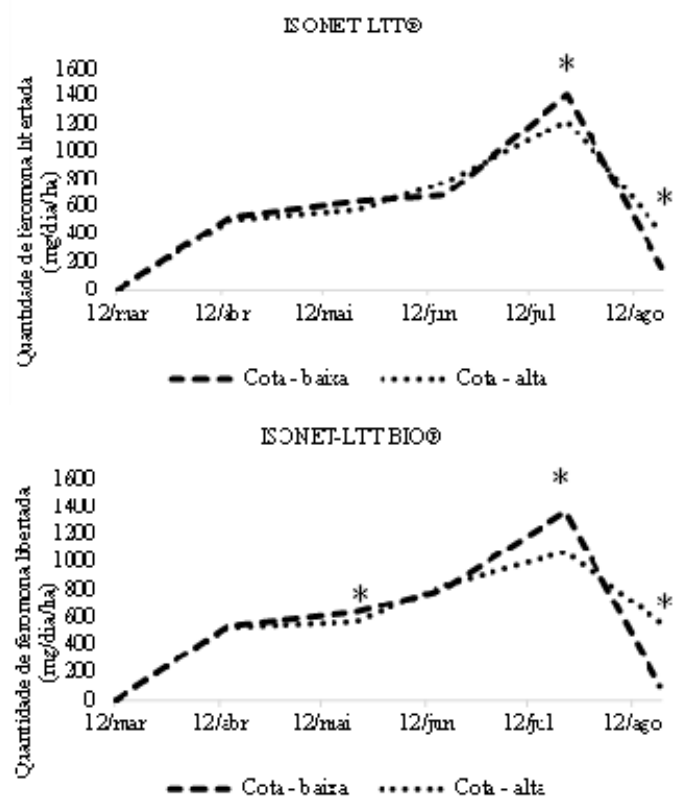 ISONET LTT®
Quantidade de feromona libertada
(mg/dia/ha)
1600
1400
1200
1000
800
600
400
200
0
*
*
12/mar 12/abr 12/mai 12/jun 12/jul 12/ago
Cota - baixa Cota - alta
ISONET-LTT BIO®
Quantidade de feromona libertada
(mg/dia/ha)
1600
1400
1200
1000
800
600
400
200
0
*
*
*
12/mar 12/abr 12/mai 12/jun 12/jul 12/ago
Cota - baixa Cota - alta